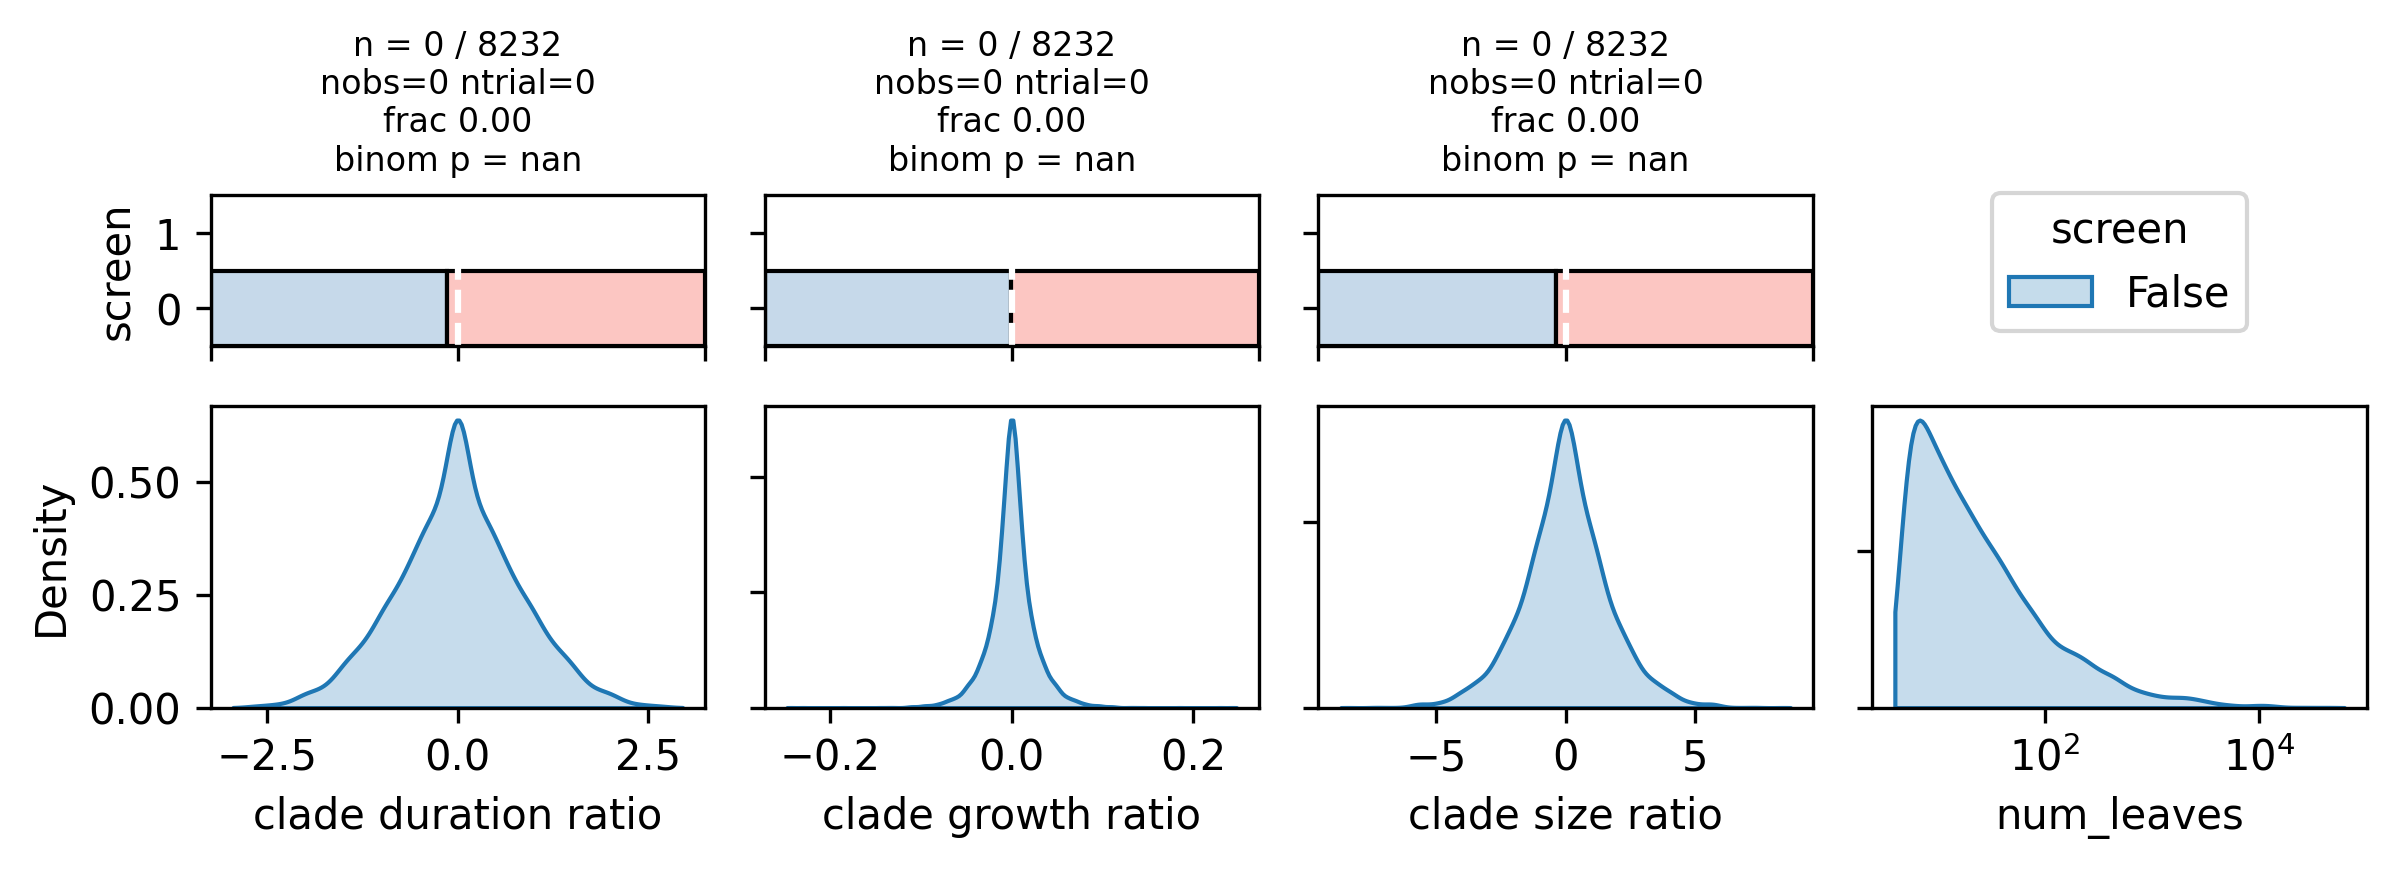 n = 0 / 8232
nobs=0 ntrial=0
frac 0.00
binom p = nan
n = 0 / 8232
nobs=0 ntrial=0
frac 0.00
binom p = nan
n = 0 / 8232
nobs=0 ntrial=0
frac 0.00
binom p = nan
screen
1
0
screen
False
Density
0.50
0.25
0.00
−2.5 0.0 2.5
clade duration ratio
−0.2 0.0 0.2
clade growth ratio
−5 0 5
clade size ratio
10² 10⁴
num_leaves